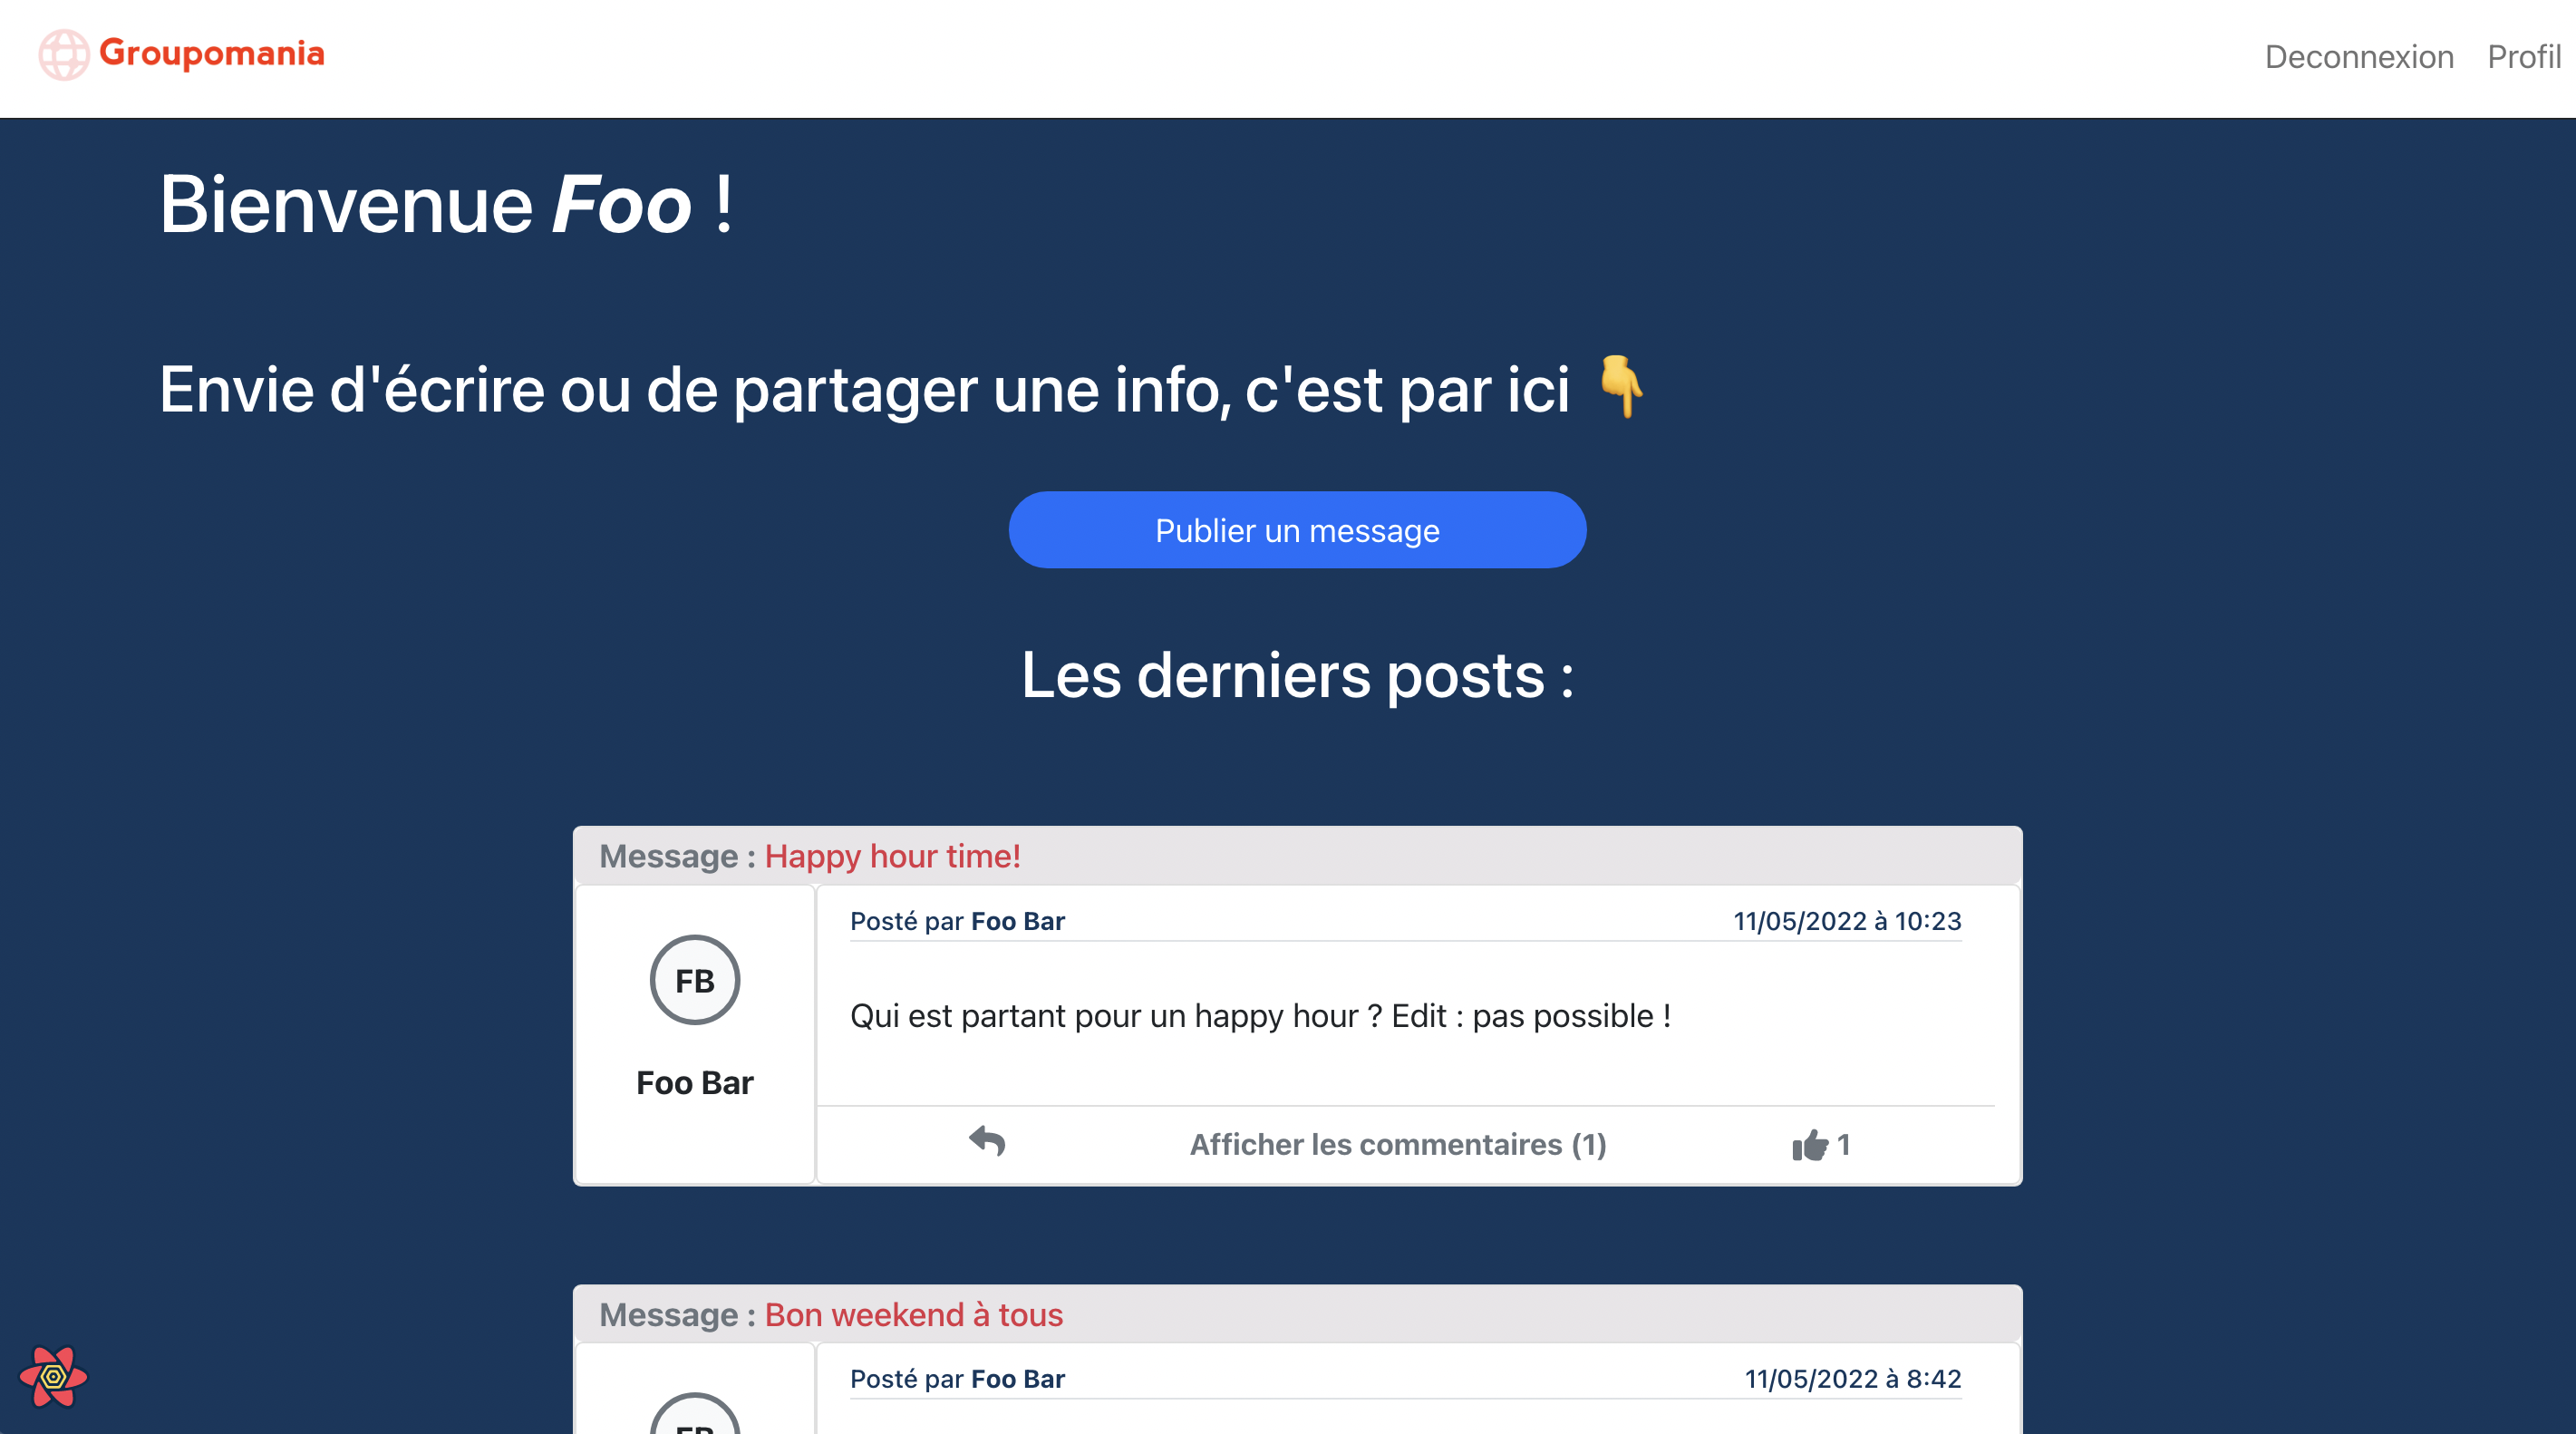 Groupomania
Deconnexion Profil
Bienvenue Foo !
Envie d'écrire ou de partager une info, c'est par ici 👇
Publier un message
Les derniers posts :
Message : Happy hour time!
FB
Foo Bar
Posté par Foo Bar 11/05/2022 à 10:23
Qui est partant pour un happy hour ? Edit : pas possible !
Afficher les commentaires (1) 1
Message : Bon weekend à tous
Posté par Foo Bar 11/05/2022 à 8:42
FB